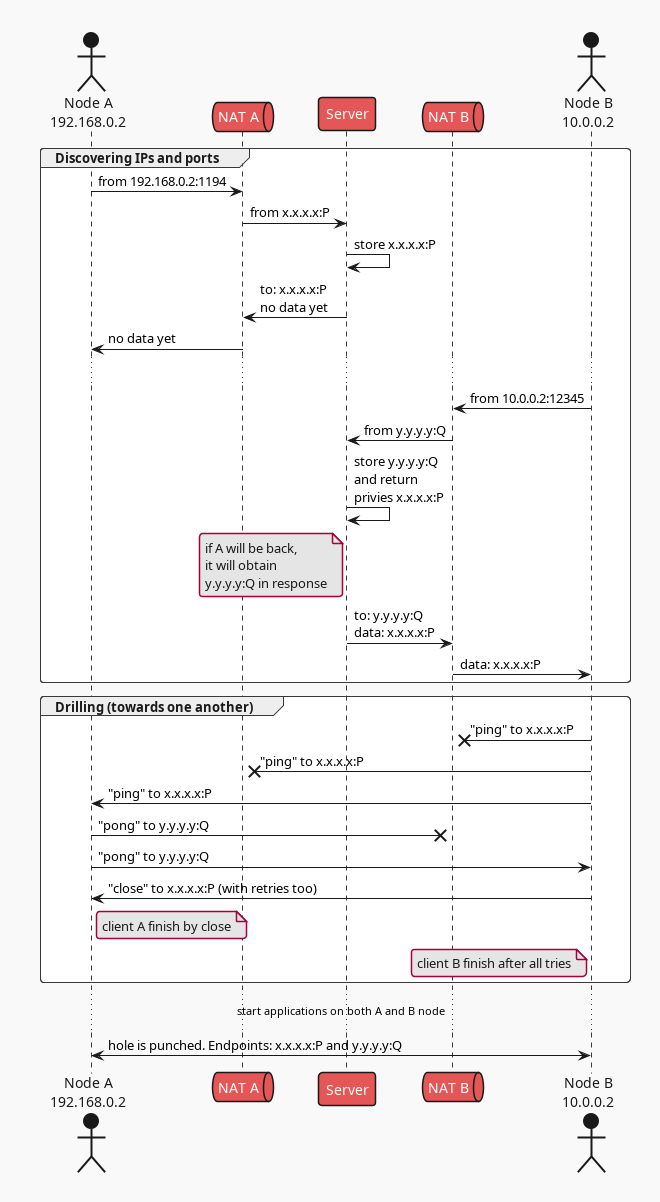 Node A
192.168.0.2
NAT A
Server
NAT B
Node B
10.0.0.2
Discovering IPs and ports
from 192.168.0.2:1194
from x.x.x.x:P
store x.x.x.x:P
to: x.x.x.x:P
no data yet
no data yet
from 10.0.0.2:12345
from y.y.y.y:Q
store y.y.y.y:Q
and return
privies x.x.x.x:P
if A will be back,
it will obtain
y.y.y.y:Q in response
to: y.y.y.y:Q
data: x.x.x.x:P
data: x.x.x.x:P
Drilling (towards one another)
"ping" to x.x.x.x:P
"ping" to x.x.x.x:P
"ping" to x.x.x.x:P
"pong" to y.y.y.y:Q
"pong" to y.y.y.y:Q
"close" to x.x.x.x:P (with retries too)
client A finish by close
client B finish after all tries
start applications on both A and B node
hole is punched. Endpoints: x.x.x.x:P and y.y.y.y:Q
Node A
192.168.0.2
NAT A
Server
NAT B
Node B
10.0.0.2